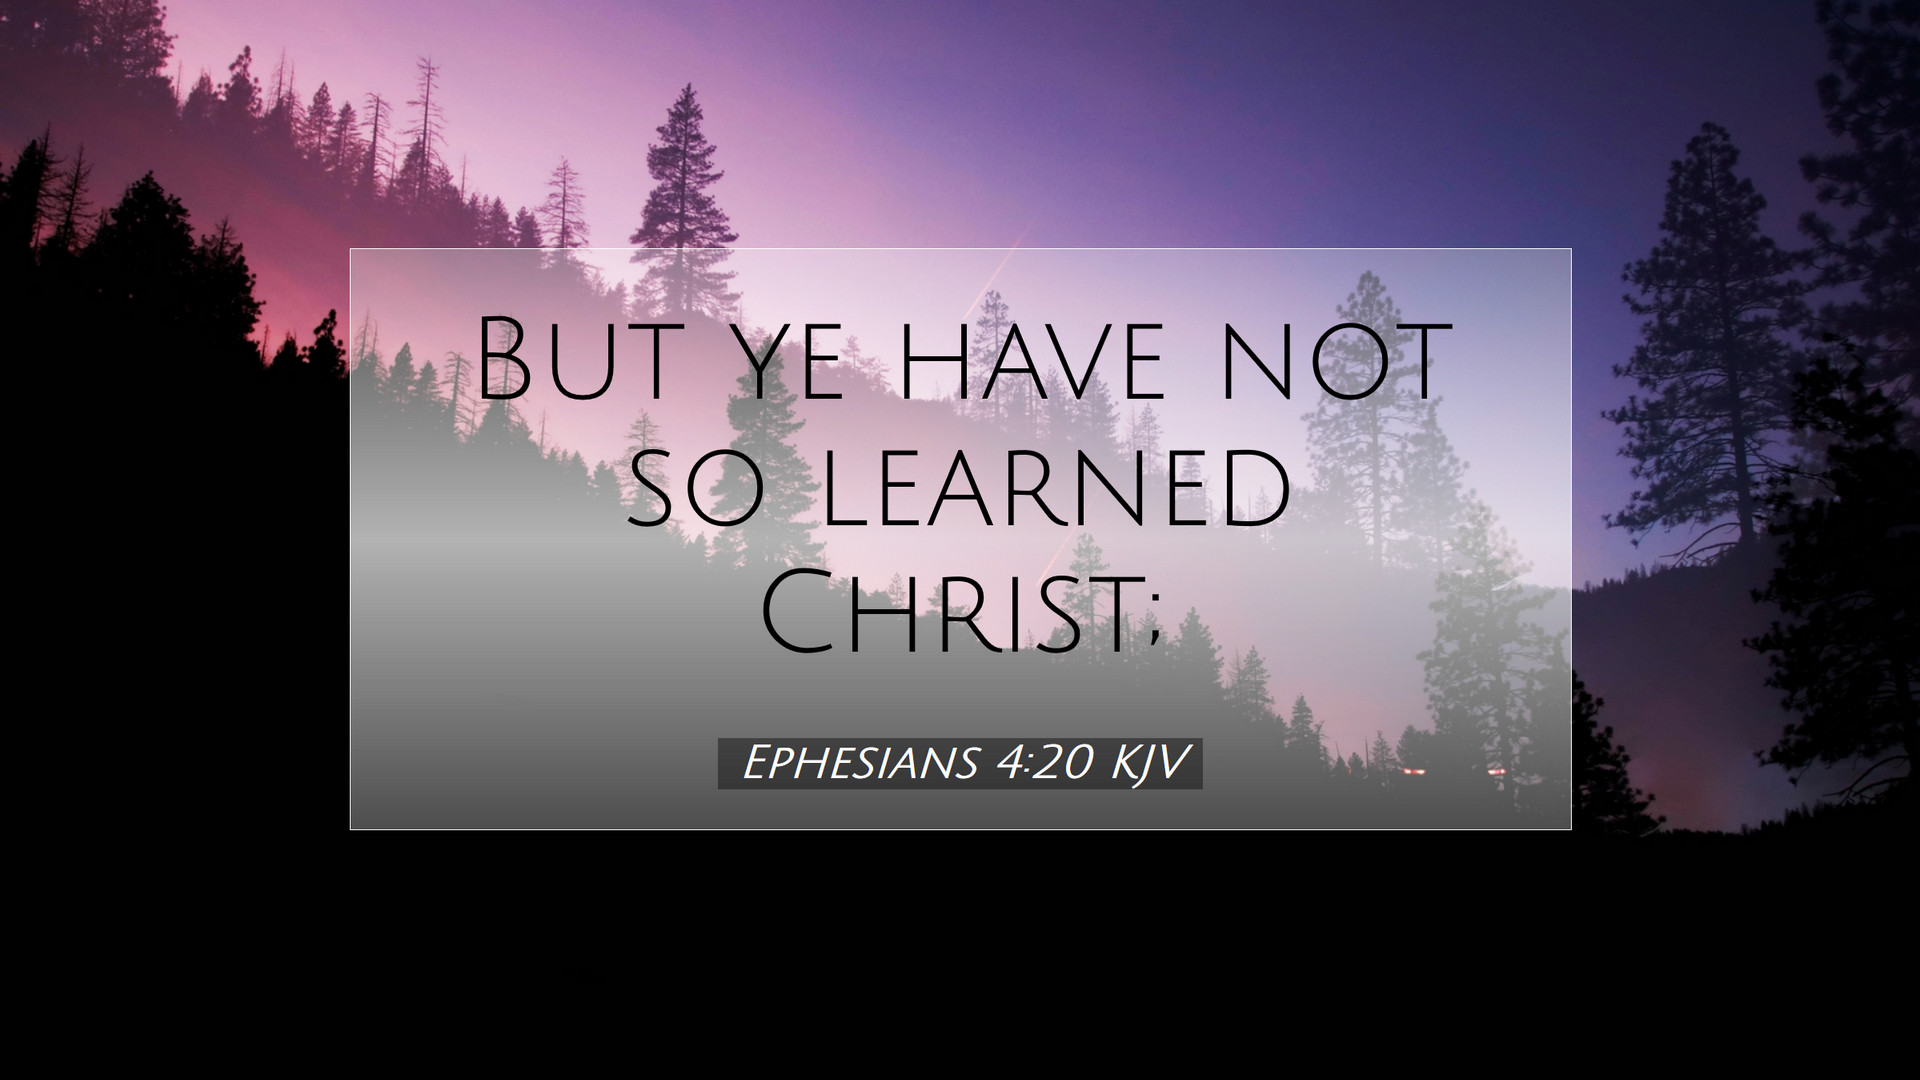 But ye have not
so learned
Christ;
Ephesians 4:20 KJV